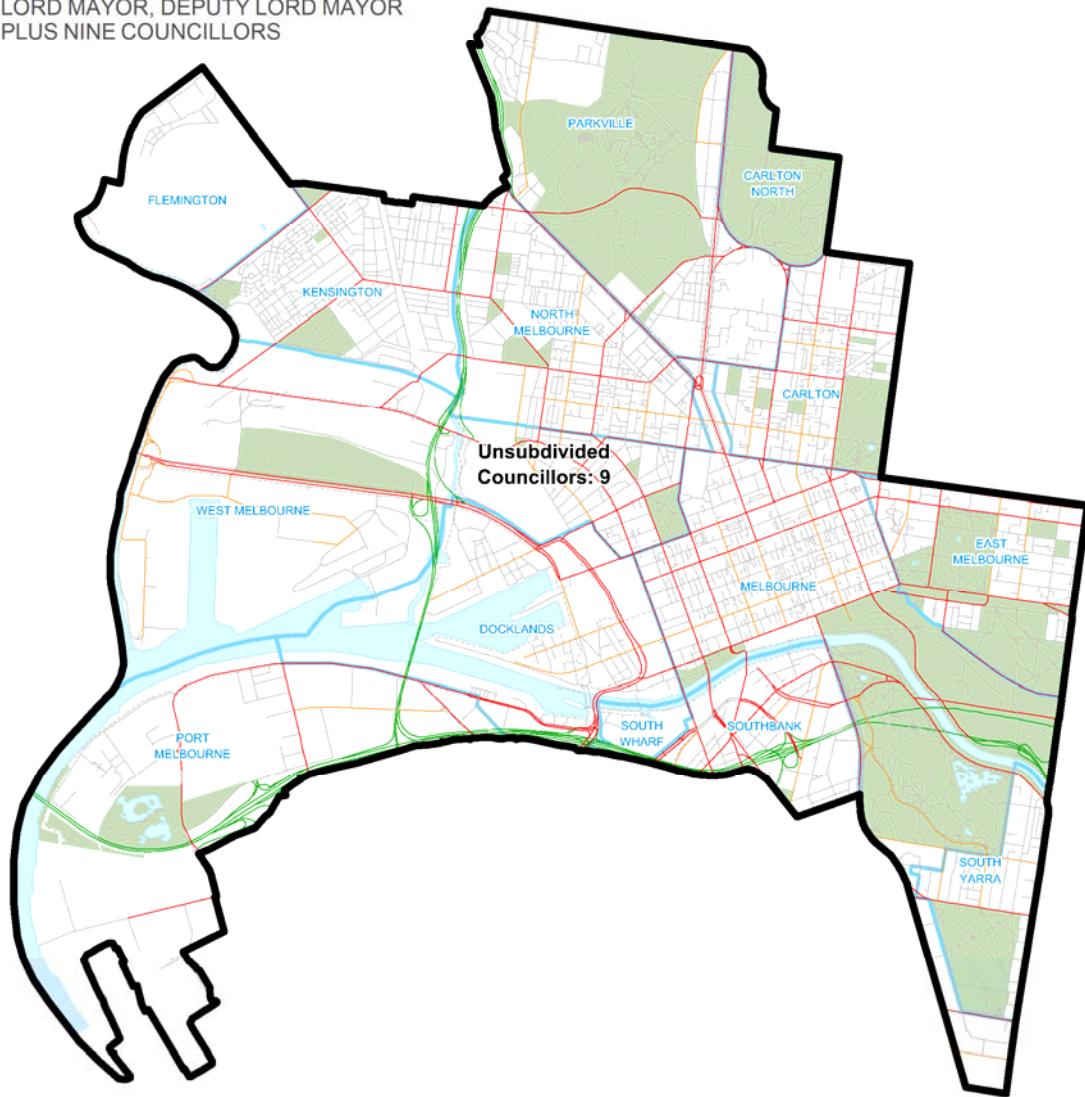 LORD MAYOR, DEPUTY LORD MAYOR
PLUS NINE COUNCILLORS
PARKVILLE
CARLTON
NORTH
FLEMINGTON
KENSINGTON
NORTH
MELBOURNE
CARLTON
Unsubdivided
Councillors: 9
WEST MELBOURNE
EAST
MELBOURNE
MELBOURNE
DOCKLANDS
SOUTH
WHARF
SOUTHBANK
PORT
MELBOURNE
SOUTH
YARRA